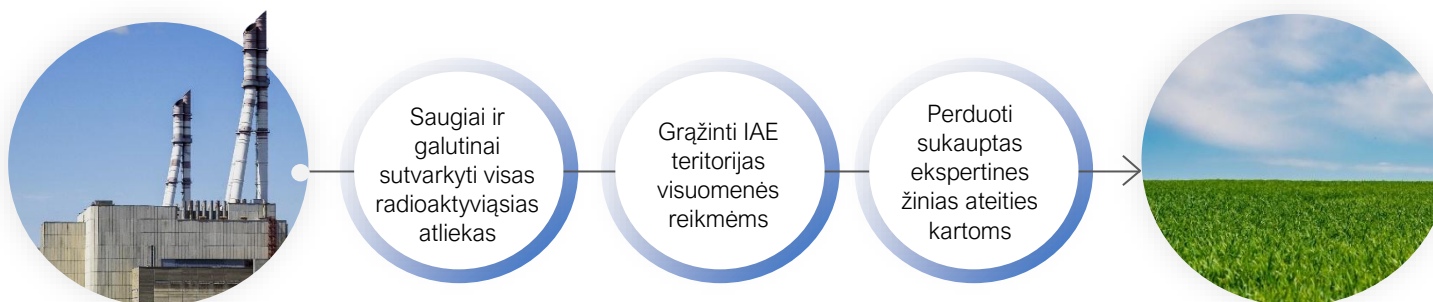 Saugiai ir
galutinai
sutvarkyti visas
radioaktyviąsias
atliekas
Grąžinti IAE
teritorijas
visuomenės
reikmėms
Perduoti
sukauptas
ekspertines
žinias ateities
kartoms